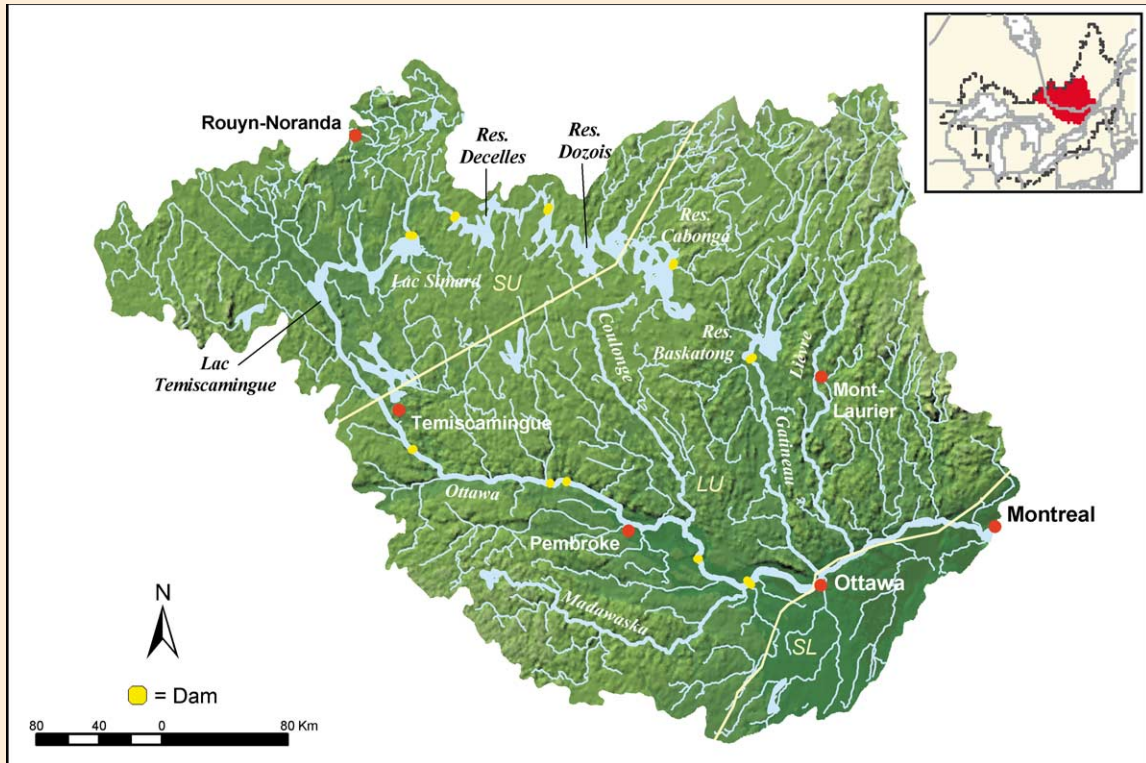 Rouyn-Noranda
Res.
Decelles
Res.
Dozois
Res.
Cabonga
Lac Simard
SU
Lac
Temiscamingue
Coulonge
Res.
Baskatong
Lièvre
Mont-
Laurier
Temiscamingue
Gatineau
Ottawa
LU
Pembroke
Montreal
Ottawa
Madawaska
SL
N
= Dam
80 40 0 80 Km